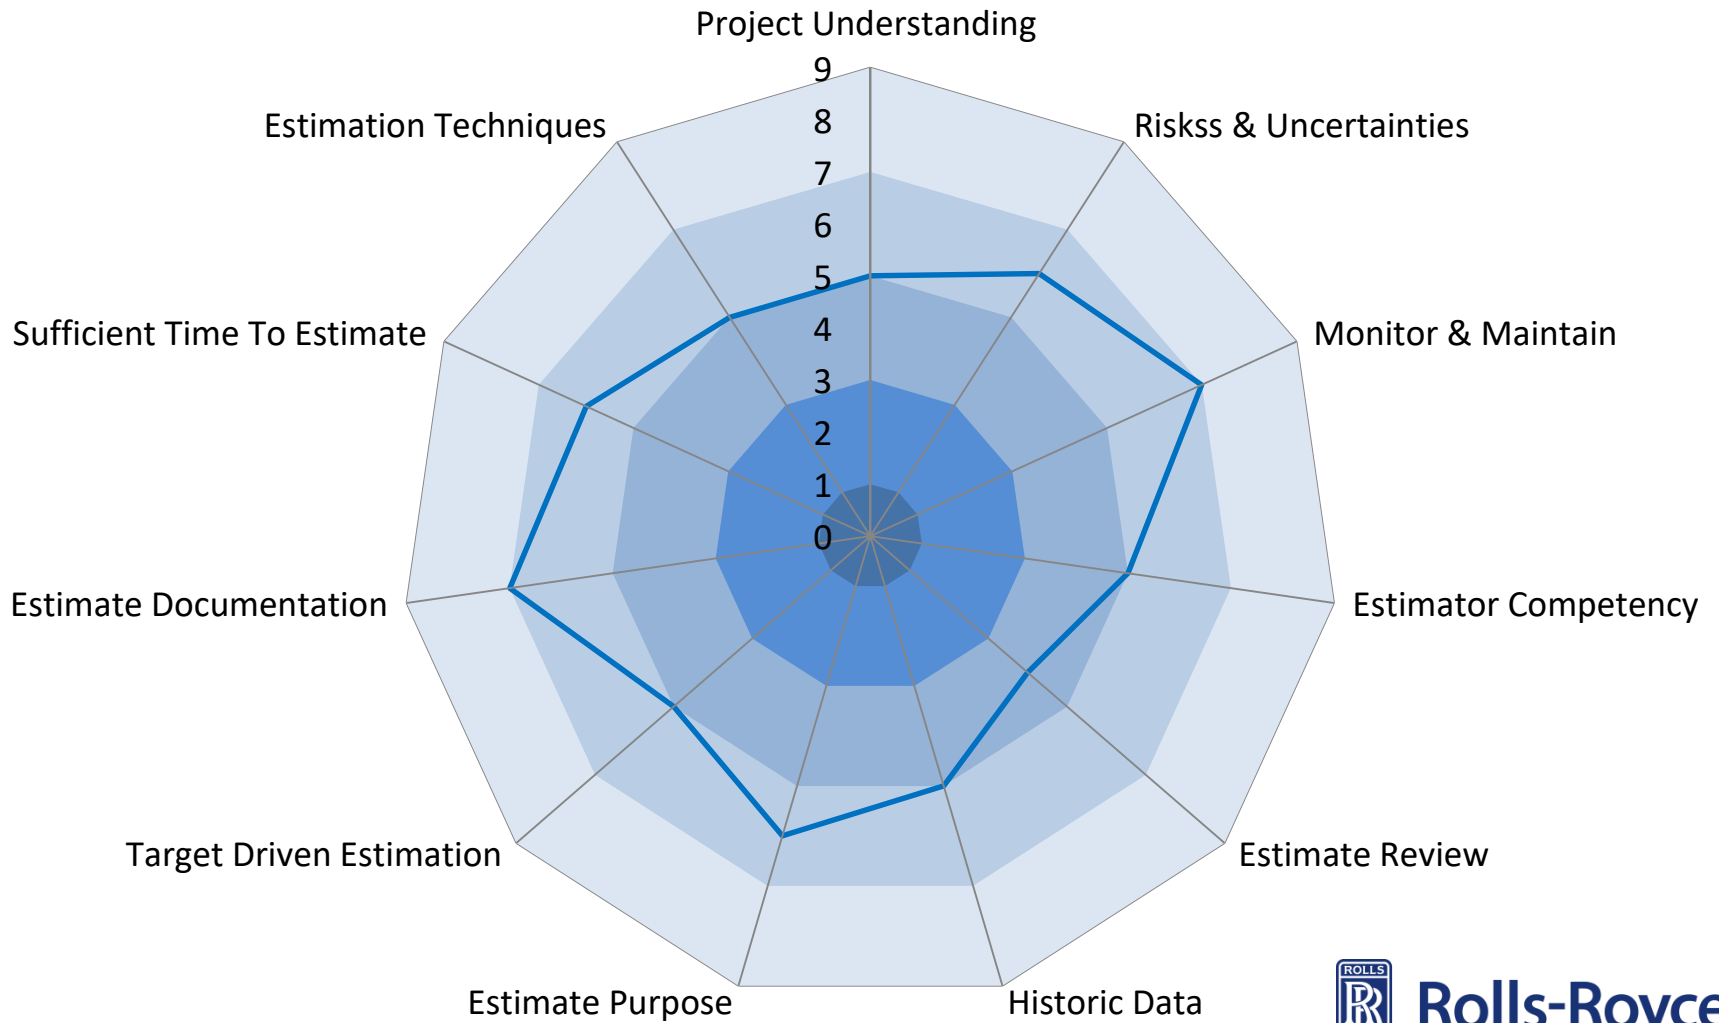 Project Understanding
9
Estimation Techniques
Riskss & Uncertainties
8
7
6
5
Sufficient Time To Estimate
Monitor & Maintain
4
3
2
1
0
Estimate Documentation
Estimator Competency
Target Driven Estimation
Estimate Review
Estimate Purpose
Historic Data
ROLLS
RR
Rolls-Royce